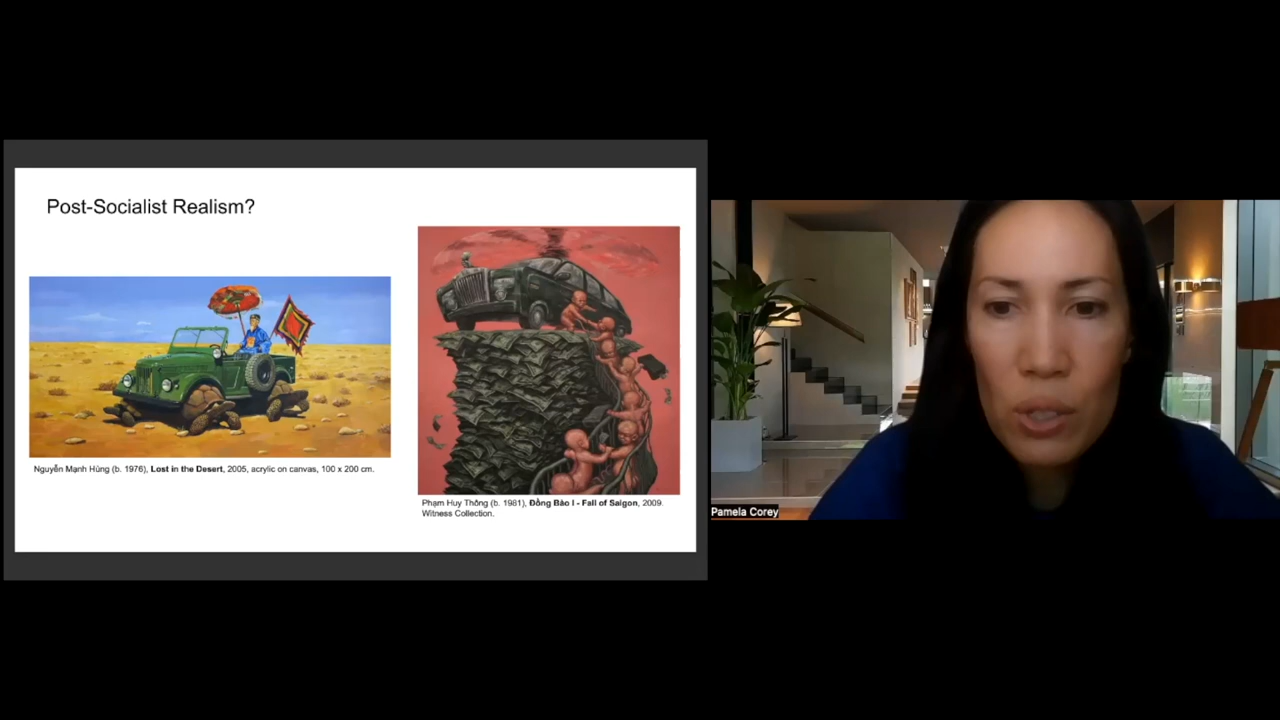 Post-Socialist Realism?
Nguyễn Mạnh Hùng (b. 1976), Lost in the Desert, 2005, acrylic on canvas, 100 x 200 cm.
Phạm Huy Thông (b. 1981), Đồng Bào I - Fall of Saigon, 2009.
Witness Collection.
Pamela Corey